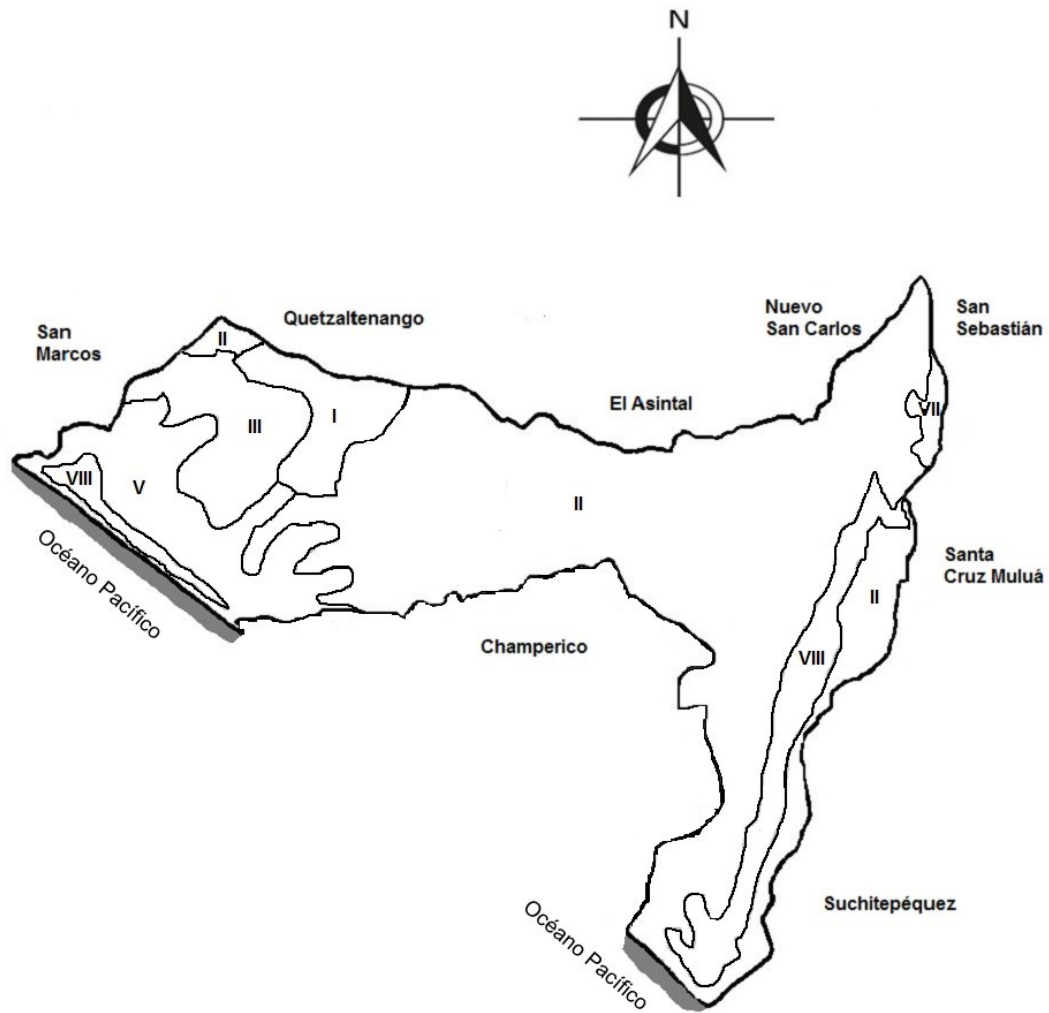 N
Nuevo
San Carlos
San
Sebastián
Quetzaltenango
San
Marcos
II
El Asintal
VII
I
III
VIII
V
II
Océano Pacífico
Santa
Cruz Muluá
II
Champerico
VIII
Suchitepéquez
Océano Pacífico